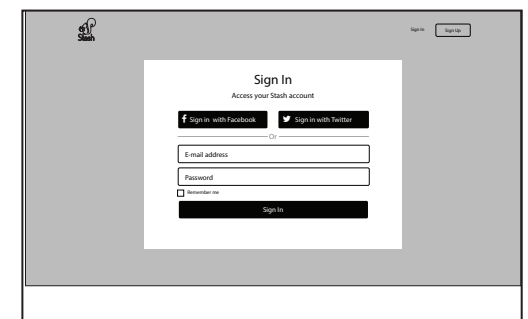 Stash
Sign In
Sign Up
Sign In
Access your Stash account
Sign in with Facebook
Sign in with Twitter
Or
E-mail address
Password
Remember me
Sign In